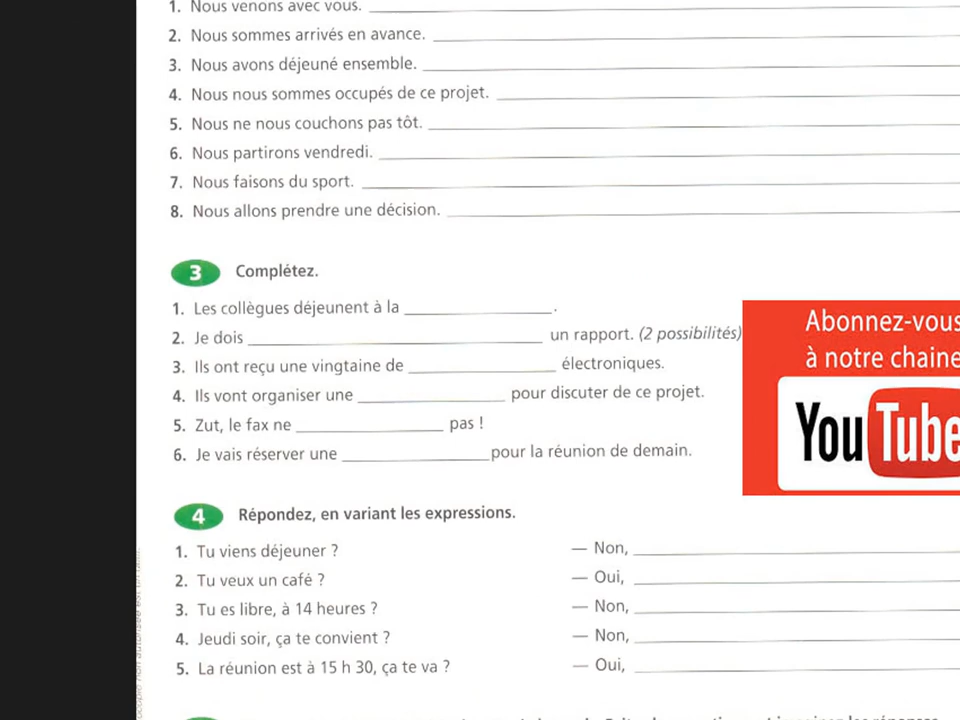 1. Nous venons avec vous.
2. Nous sommes arrivés en avance.
3. Nous avons déjeuné ensemble.
4. Nous nous sommes occupés de ce projet.
5. Nous ne nous couchons pas tôt.
6. Nous partirons vendredi.
7. Nous faisons du sport.
8. Nous allons prendre une décision.
3 Complétez.
1. Les collègues déjeunent à la ____________.
2. Je dois ____________ un rapport. (2 possibilités)
3. Ils ont reçu une vingtaine de ____________ électroniques.
4. Ils vont organiser une ____________ pour discuter de ce projet.
5. Zut, le fax ne ____________ pas !
6. Je vais réserver une ____________ pour la réunion de demain.
Abonnez-vous
à notre chaine
YouTube
4 Répondez, en variant les expressions.
1. Tu viens déjeuner ? — Non,
2. Tu veux un café ? — Oui,
3. Tu es libre, à 14 heures ? — Non,
4. Jeudi soir, ça te convient ? — Non,
5. La réunion est à 15 h 30, ça te va ? — Oui,